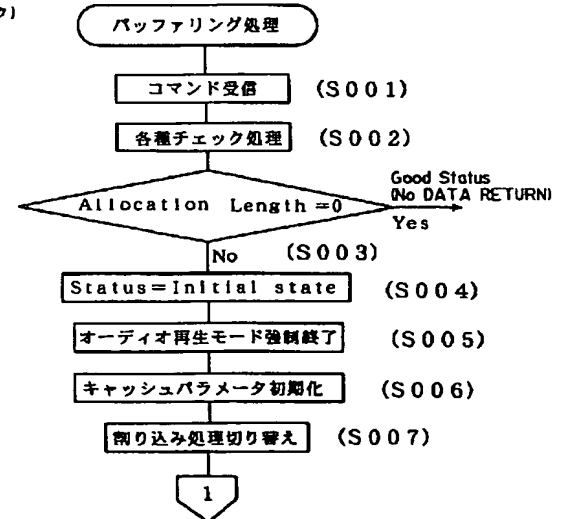 ク)
バッファリング処理
コマンド受信 (S001)
各種チェック処理 (S002)
Good Status
(No DATA RETURN)
Allocation Length=0
Yes
No (S003)
Status=Initial state (S004)
オーディオ再生モード強制終了 (S005)
キャッシュパラメータ初期化 (S006)
割り込み処理切り替え (S007)
1